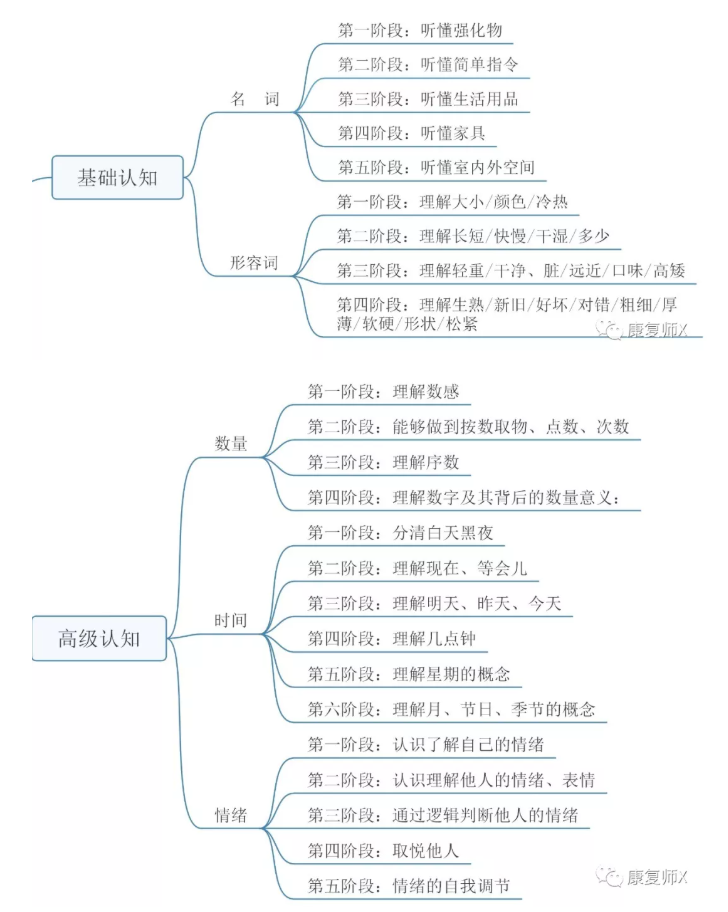 第一阶段：听懂强化物
第二阶段：听懂简单指令
名 词
第三阶段：听懂生活用品
第四阶段：听懂家具
第五阶段：听懂室内外空间
基础认知
第一阶段：理解大小/颜色/冷热
第二阶段：理解长短/快慢/干湿/多少
形容词
第三阶段：理解轻重/干净、脏/远近/口味/高矮
第四阶段：理解生熟/新旧/好坏/对错/粗细/厚
薄/软硬/形状/松紧
康复师X
第一阶段：理解数感
第二阶段：能够做到按数取物、点数、次数
数量
第三阶段：理解序数
第四阶段：理解数字及其背后的数量意义：
第一阶段：分清白天黑夜
第二阶段：理解现在、等会儿
第三阶段：理解明天、昨天、今天
时间
高级认知
第四阶段：理解几点钟
第五阶段：理解星期的概念
第六阶段：理解月、节日、季节的概念
第一阶段：认识了解自己的情绪
第二阶段：认识理解他人的情绪、表情
情绪
第三阶段：通过逻辑判断他人的情绪
第四阶段：取悦他人
第五阶段：情绪的自我调节
康复师X